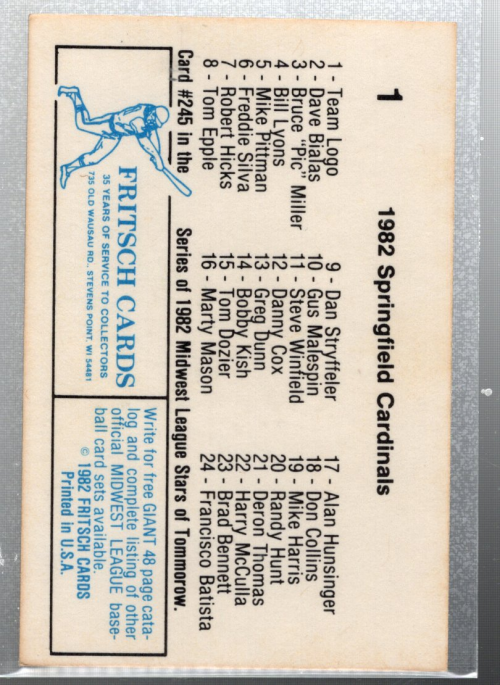 1
1982 Springfield Cardinals
1 - Team Logo
2 - Dave Bialas
3 - Bruce "Pic" Miller
4 - Bill Lyons
5 - Mike Pittman
6 - Freddie Silva
7 - Robert Hicks
8 - Tom Epple
9 - Dan Stryffeler
10 - Gus Malespin
11 - Steve Winfield
12 - Danny Cox
13 - Greg Dunn
14 - Bobby Kish
15 - Tom Dozier
16 - Marty Mason
17 - Alan Hunsinger
18 - Don Collins
19 - Mike Harris
20 - Randy Hunt
21 - Deron Thomas
22 - Harry McCulla
23 - Brad Bennett
24 - Francisco Batista
Card #245 in the Series of 1982 Midwest League Stars of Tommorow.
FRITSCH CARDS
35 YEARS OF SERVICE TO COLLECTORS
735 OLD WAUSAU RD., STEVENS POINT, WI 54481
Write for free GIANT 48 page cata-
log and complete listing of other
official MIDWEST LEAGUE base-
ball card sets available.
© 1982 FRITSCH CARDS
Printed in U.S.A.